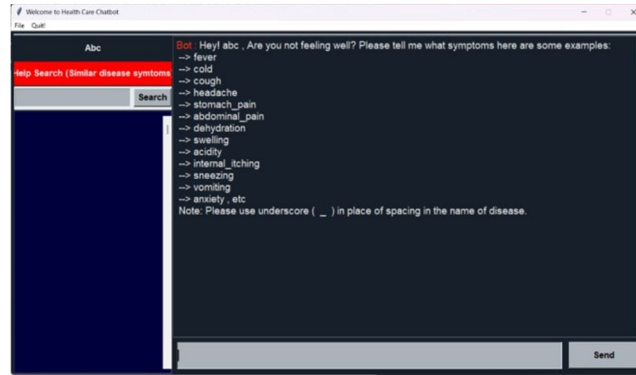 Welcome to Health Care Chatbot
File Quit!
Abc
Help Search (Similar disease symtoms
Search
Bot : Hey! abc , Are you not feeling well? Please tell me what symptoms here are some examples:
--> fever
--> cold
--> cough
--> headache
--> stomach_pain
--> abdominal_pain
--> dehydration
--> swelling
--> acidity
--> internal_itching
--> sneezing
--> vomiting
--> anxiety , etc
Note: Please use underscore ( _ ) in place of spacing in the name of disease.
Send